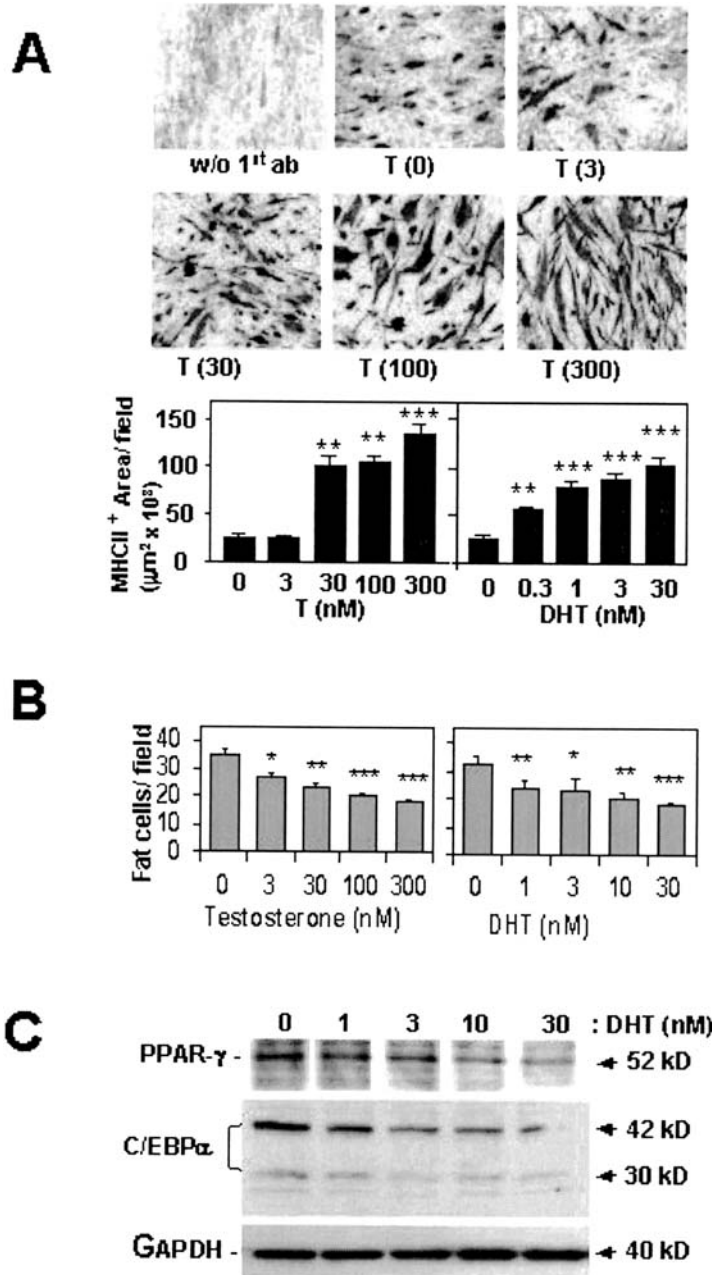 A
w/o 1st ab
T (0)
T (3)
T (30)
T (100)
T (300)
MHCII + Area/ field
(µm² x 10³)
150
100
50
0
** ** ***
** *** *** ***
0 3 30 100 300
T (nM)
0 0.3 1 3 30
DHT (nM)
B
Fat cells/ field
40
30
20
10
0
* ** *** ***
** * ** ***
0 3 30 100 300
Testosterone (nM)
0 1 3 10 30
DHT (nM)
C
0 1 3 10 30 : DHT (nM)
PPAR-γ -
52 kD
C/EBPα
42 kD
30 kD
GAPDH -
40 kD